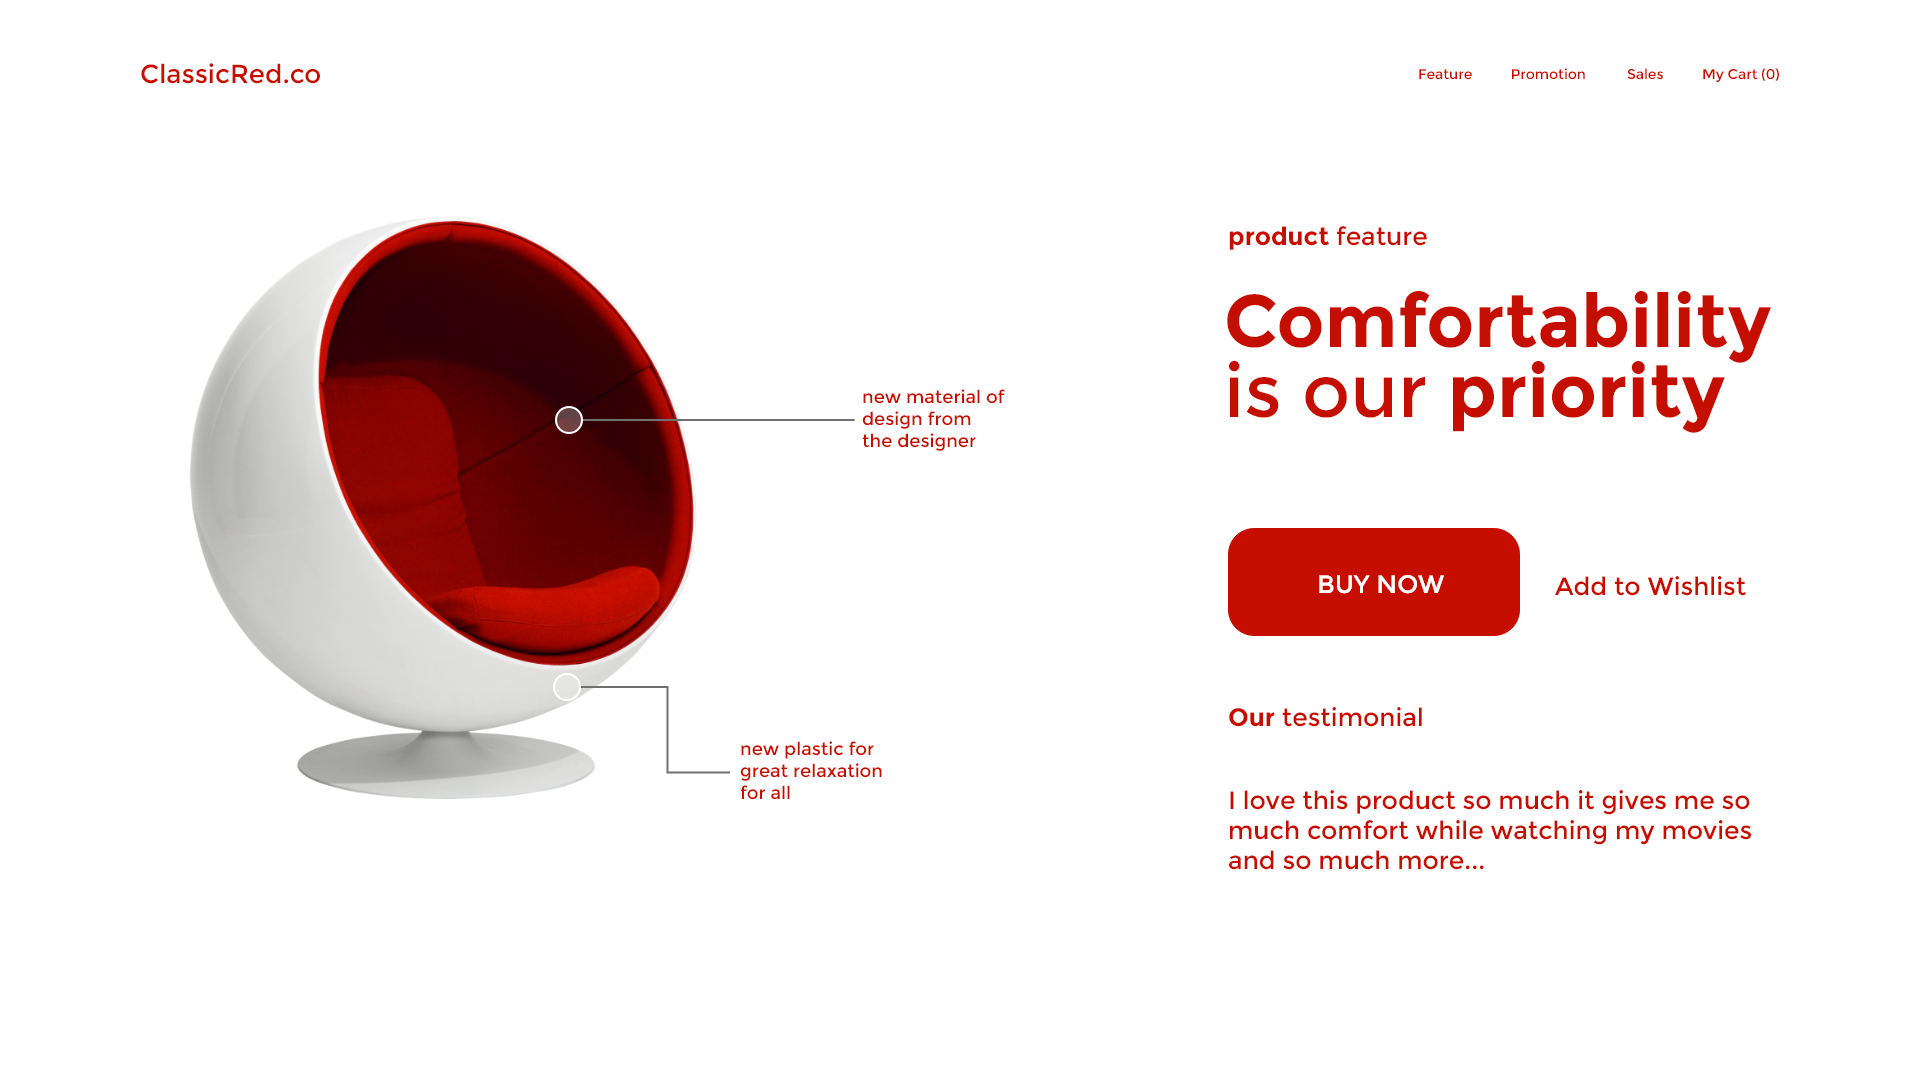 ClassicRed.co
Feature Promotion Sales My Cart (0)
product feature
Comfortability
is our priority
new material of
design from
the designer
BUY NOW
Add to Wishlist
new plastic for
great relaxation
for all
Our testimonial
I love this product so much it gives me so
much comfort while watching my movies
and so much more...